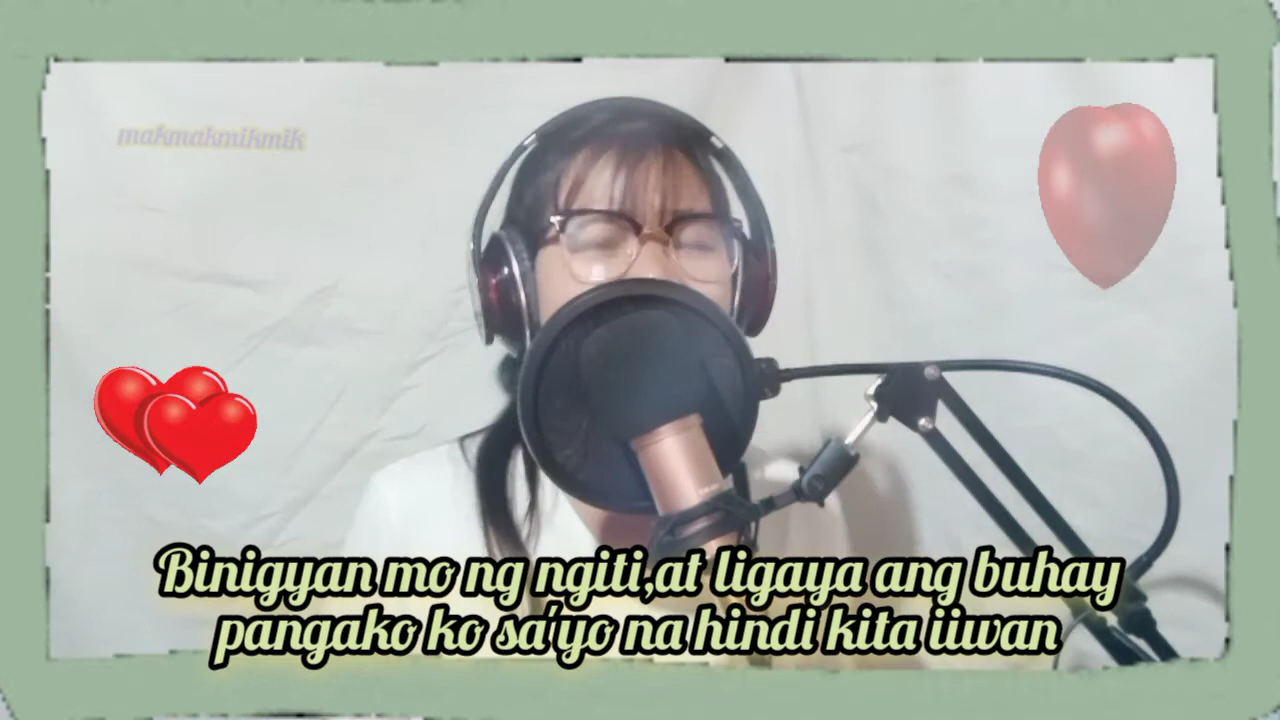 makmakmikmik
Binigyan mo ng ngiti,at ligaya ang buhay
pangako ko sa'yo na hindi kita iiwan